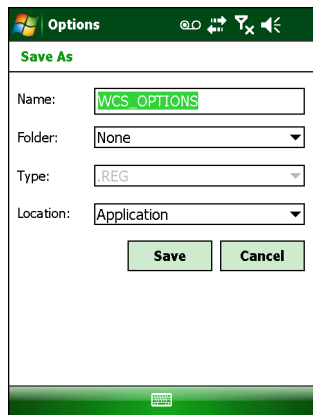 Options
Save As
Name: WCS_OPTIONS
Folder: None
Type: .REG
Location: Application
Save Cancel